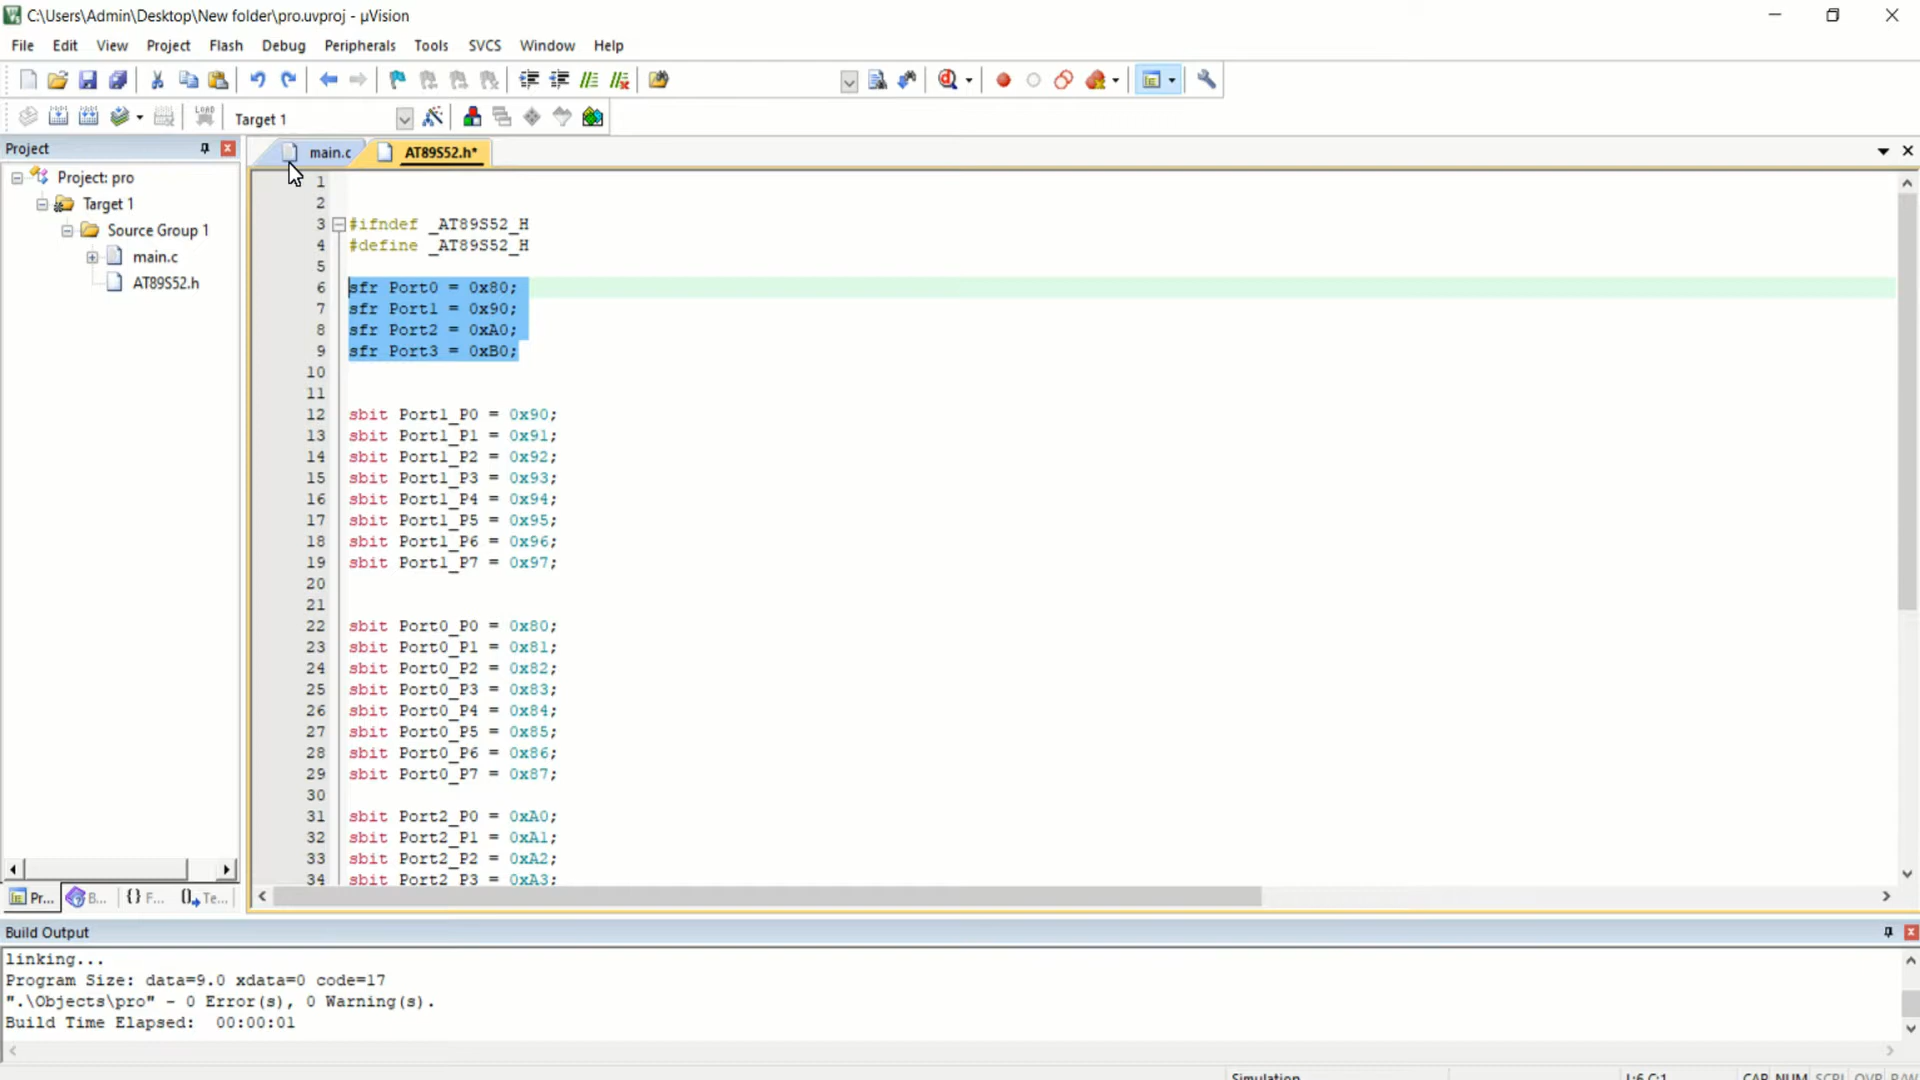 C:\Users\Admin\Desktop\New folder\pro.uvproj - µVision
File Edit View Project Flash Debug Peripherals Tools SVCS Window Help
LOAD
Target 1
Project
main.c AT89S52.h*
Project: pro
Target 1
Source Group 1
main.c
AT89S52.h
1
2
3 #ifndef _AT89S52_H
4 #define _AT89S52_H
5
6 sfr Port0 = 0x80;
7 sfr Port1 = 0x90;
8 sfr Port2 = 0xA0;
9 sfr Port3 = 0xB0;
10
11
12 sbit Port1_P0 = 0x90;
13 sbit Port1_P1 = 0x91;
14 sbit Port1_P2 = 0x92;
15 sbit Port1_P3 = 0x93;
16 sbit Port1_P4 = 0x94;
17 sbit Port1_P5 = 0x95;
18 sbit Port1_P6 = 0x96;
19 sbit Port1_P7 = 0x97;
20
21
22 sbit Port0_P0 = 0x80;
23 sbit Port0_P1 = 0x81;
24 sbit Port0_P2 = 0x82;
25 sbit Port0_P3 = 0x83;
26 sbit Port0_P4 = 0x84;
27 sbit Port0_P5 = 0x85;
28 sbit Port0_P6 = 0x86;
29 sbit Port0_P7 = 0x87;
30
31 sbit Port2_P0 = 0xA0;
32 sbit Port2_P1 = 0xA1;
33 sbit Port2_P2 = 0xA2;
34 sbit Port2_P3 = 0xA3;
Pr... B... {} F... Te...
Build Output
linking...
Program Size: data=9.0 xdata=0 code=17
".\Objects\pro" - 0 Error(s), 0 Warning(s).
Build Time Elapsed: 00:00:01
Simulation L:6 C:1 CAP NUM SCRL OVR R/W